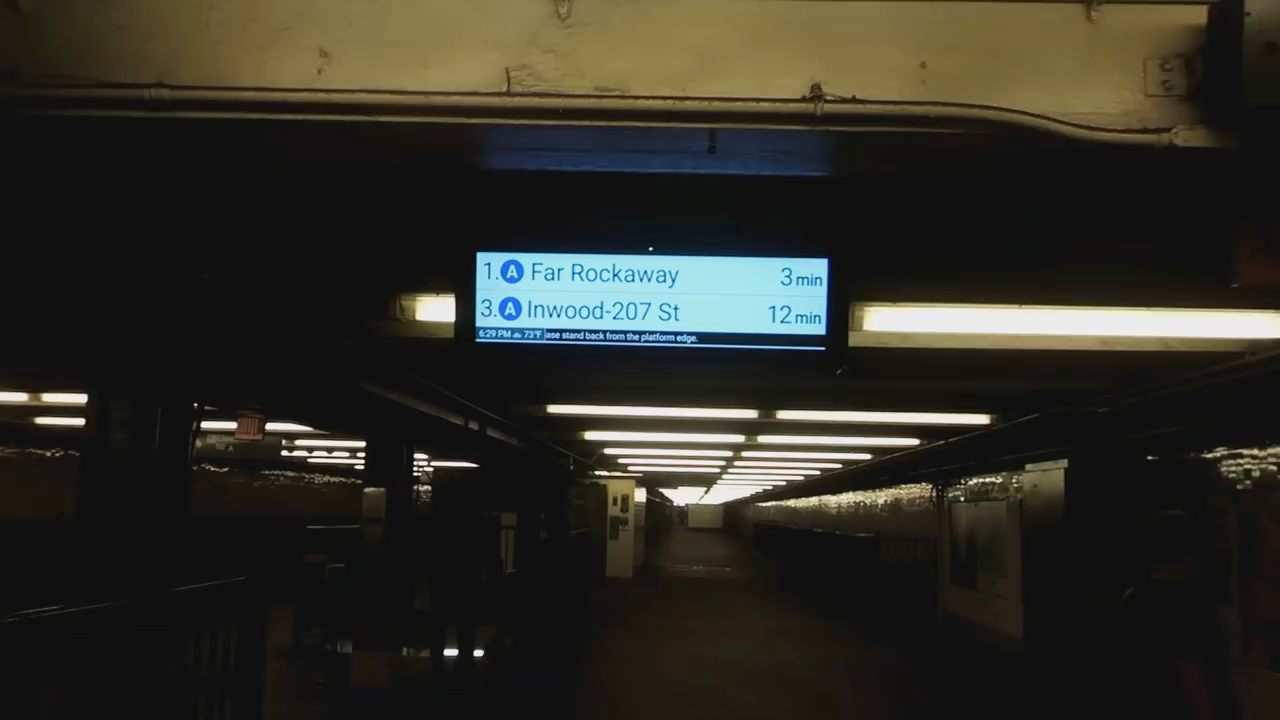 1. A Far Rockaway 3 min
3. A Inwood-207 St 12 min
6:29 PM 73°F ase stand back from the platform edge.